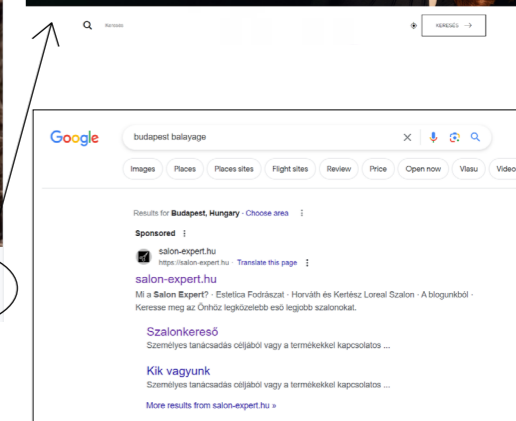 Keresés
KERESÉS →
Google
budapest balayage
Images Places Places sites Flight sites Review Price Open now Vlasu Video
Results for Budapest, Hungary · Choose area
Sponsored
salon-expert.hu
https://salon-expert.hu · Translate this page
salon-expert.hu
Mi a Salon Expert? · Estetica Fodrászat · Horváth és Kertész Loreal Szalon · A blogunkból ·
Keresse meg az Önhöz legközelebb eső legjobb szalonokat.
Szalonkereső
Személyes tanácsadás céljából vagy a termékekkel kapcsolatos ...
Kik vagyunk
Személyes tanácsadás céljából vagy a termékekkel kapcsolatos ...
More results from salon-expert.hu »